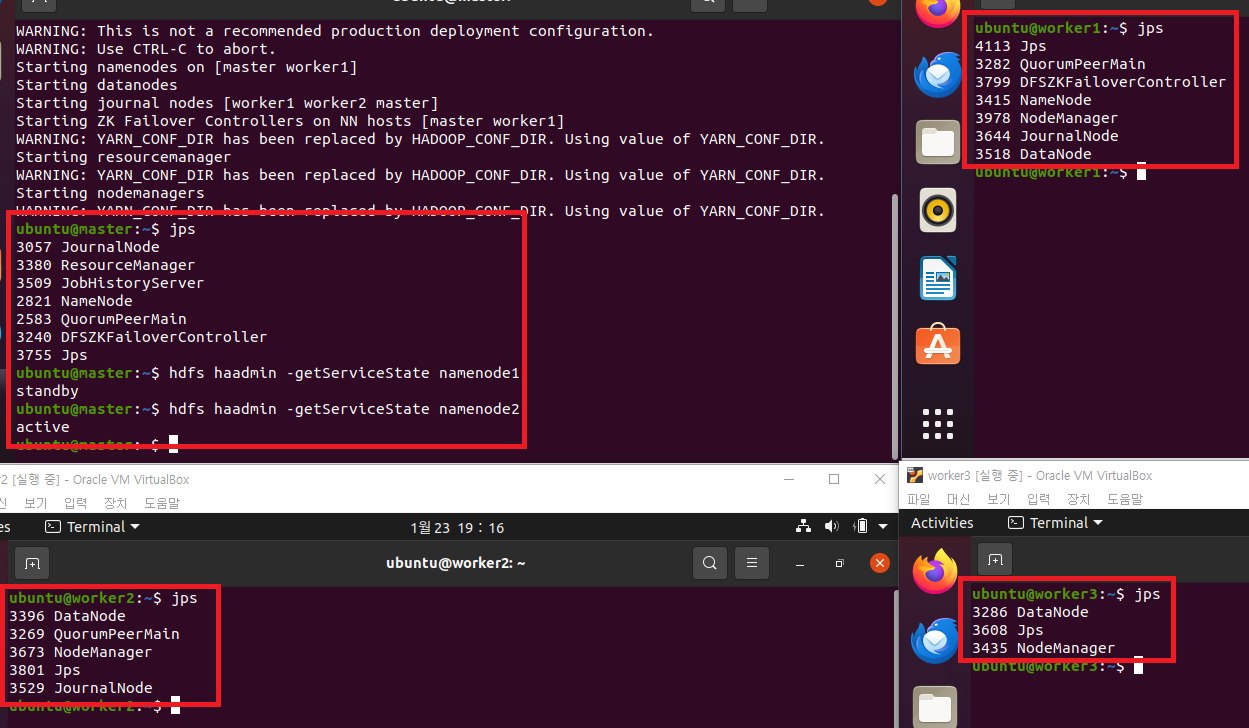 WARNING: This is not a recommended production deployment configuration.
WARNING: Use CTRL-C to abort.
Starting namenodes on [master worker1]
Starting datanodes
Starting journal nodes [worker1 worker2 master]
Starting ZK Failover Controllers on NN hosts [master worker1]
WARNING: YARN_CONF_DIR has been replaced by HADOOP_CONF_DIR. Using value of YARN_CONF_DIR.
Starting resourcemanager
WARNING: YARN_CONF_DIR has been replaced by HADOOP_CONF_DIR. Using value of YARN_CONF_DIR.
Starting nodemanagers
WARNING: YARN_CONF_DIR has been replaced by HADOOP_CONF_DIR. Using value of YARN_CONF_DIR.
ubuntu@master:~$ jps
3057 JournalNode
3380 ResourceManager
3509 JobHistoryServer
2821 NameNode
2583 QuorumPeerMain
3240 DFSZKFailoverController
3755 Jps
ubuntu@master:~$ hdfs haadmin -getServiceState namenode1
standby
ubuntu@master:~$ hdfs haadmin -getServiceState namenode2
active
ubuntu@master:~$
ubuntu@worker1:~$ jps
4113 Jps
3282 QuorumPeerMain
3799 DFSZKFailoverController
3415 NameNode
3978 NodeManager
3644 JournalNode
3518 DataNode
ubuntu@worker1:~$
[실행 중] - Oracle VM VirtualBox
보기 입력 장치 도움말
Terminal
1월 23 19 : 16
ubuntu@worker2: ~
ubuntu@worker2:~$ jps
3396 DataNode
3269 QuorumPeerMain
3673 NodeManager
3801 Jps
3529 JournalNode
ubuntu@worker2:~$
worker3 [실행 중] - Oracle VM VirtualBox
파일 머신 보기 입력 장치 도움말
Activities Terminal
ubuntu@worker3:~$ jps
3286 DataNode
3608 Jps
3435 NodeManager
ubuntu@worker3:~$